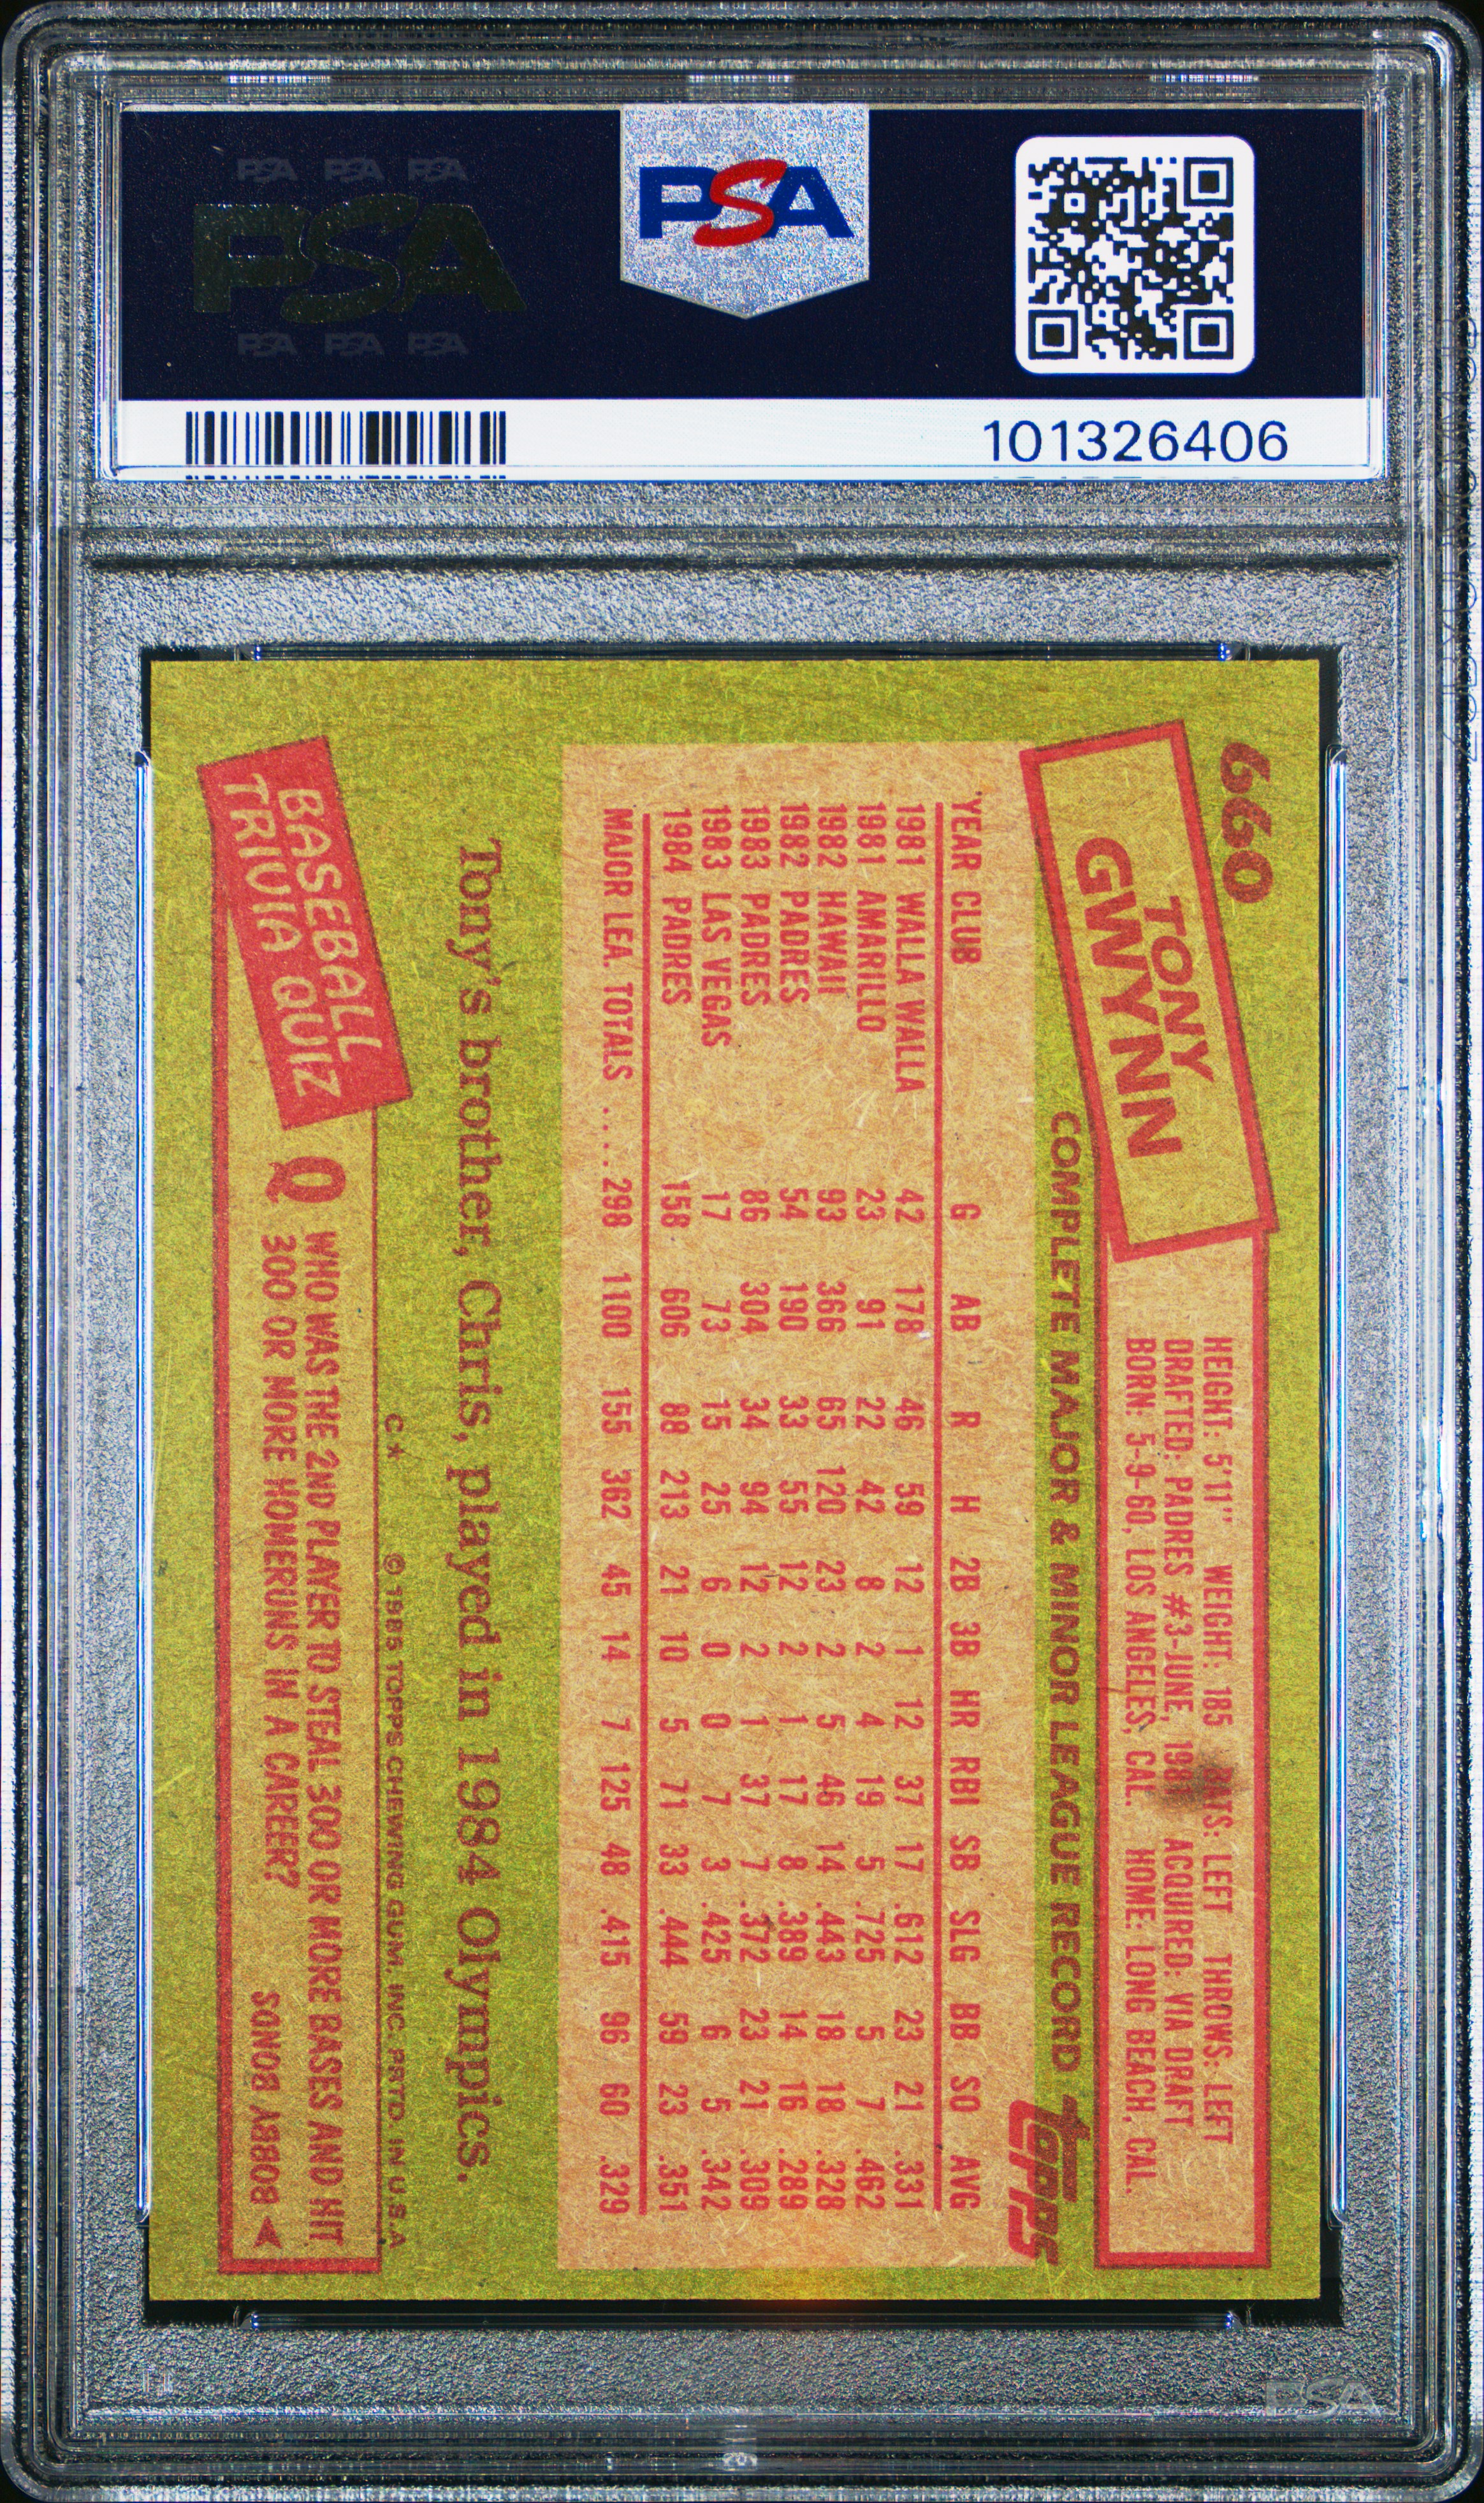 PSA PSA PSA
PSA
PSA PSA PSA
PSA
101326406
660
TONY
GWYNN
HEIGHT: 5'11" WEIGHT: 185 BATS: LEFT THROWS: LEFT
DRAFTED: PADRES #3-JUNE, 1981 ACQUIRED: VIA DRAFT
BORN: 5-9-60, LOS ANGELES, CAL. HOME: LONG BEACH, CAL.
COMPLETE MAJOR & MINOR LEAGUE RECORD
Topps
YEAR CLUB G AB R H 2B 3B HR RBI SB SLG BB SO AVG
1981 WALLA WALLA 42 178 46 59 12 1 12 37 17 .612 23 21 .331
1981 AMARILLO 23 91 22 42 8 2 4 19 5 .725 5 7 .462
1982 HAWAII 93 366 65 120 23 2 5 46 14 .443 18 18 .328
1982 PADRES 54 190 33 55 12 2 1 17 8 .389 14 16 .289
1983 PADRES 86 304 34 94 12 2 1 37 7 .372 23 21 .309
1983 LAS VEGAS 17 73 15 25 6 0 0 7 3 .425 6 5 .342
1984 PADRES 158 606 88 213 21 10 5 71 33 .444 59 23 .351
MAJOR LEA. TOTALS .....298 1100 155 362 45 14 7 125 48 .415 96 60 .329
Tony's brother, Chris, played in 1984 Olympics.
C* © 1985 TOPPS CHEWING GUM, INC. PRTD. IN U.S.A
BASEBALL
TRIVIA QUIZ
Q WHO WAS THE 2ND PLAYER TO STEAL 300 OR MORE BASES AND HIT
300 OR MORE HOMERUNS IN A CAREER?
BOBBY BONDS
PSA